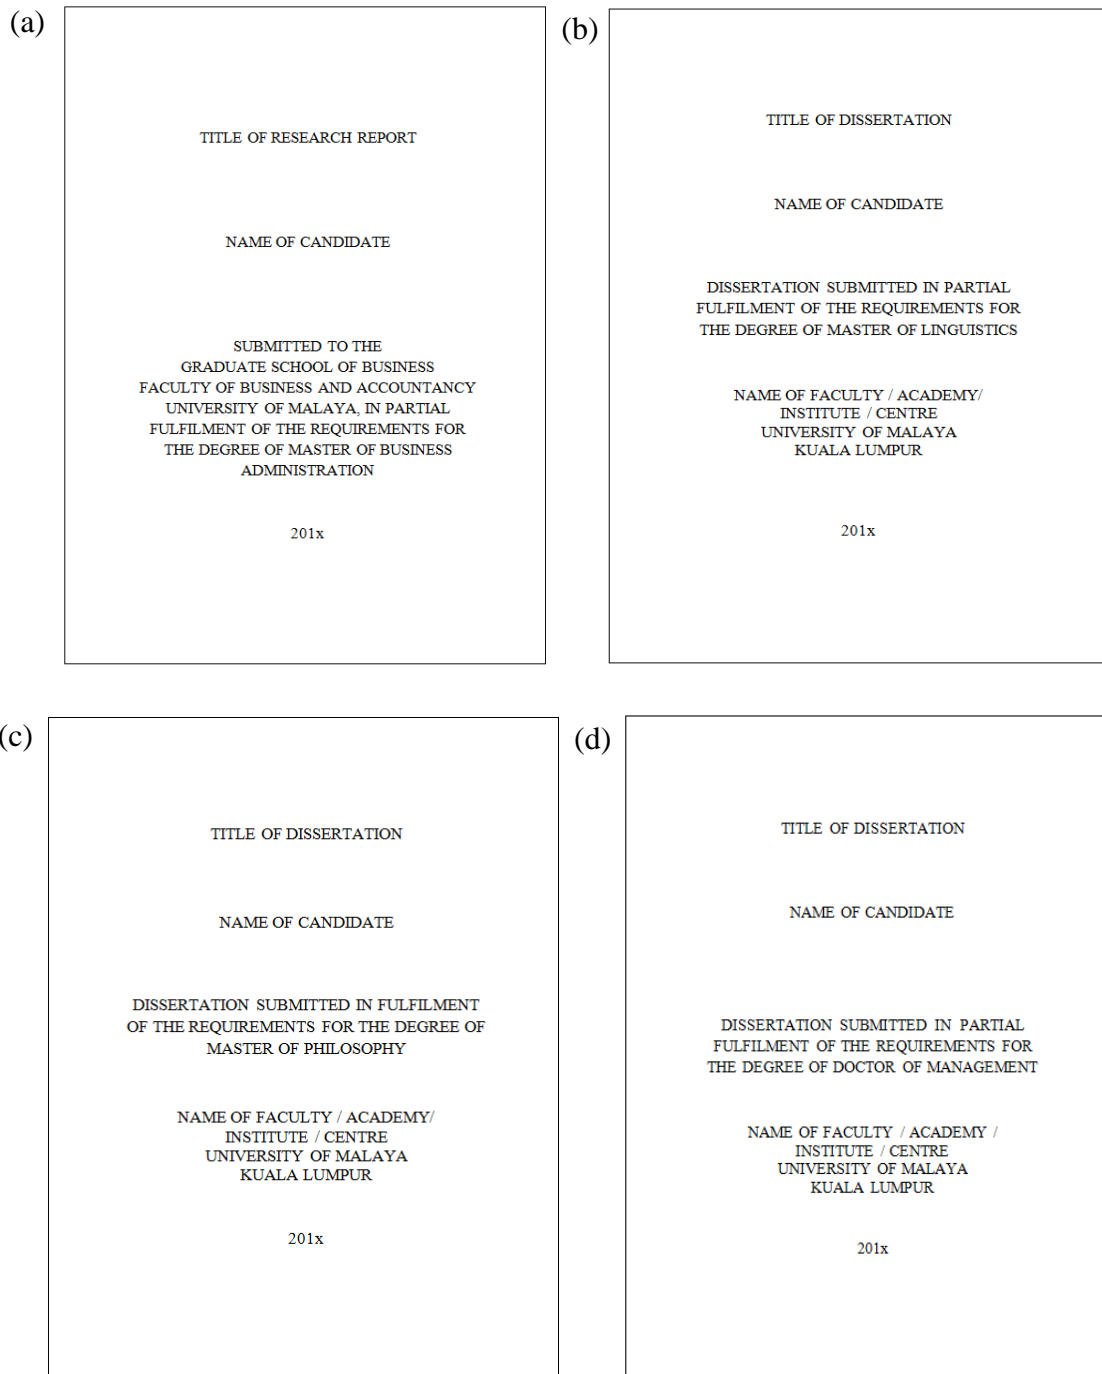 (a)
TITLE OF RESEARCH REPORT
NAME OF CANDIDATE
SUBMITTED TO THE
GRADUATE SCHOOL OF BUSINESS
FACULTY OF BUSINESS AND ACCOUNTANCY
UNIVERSITY OF MALAYA, IN PARTIAL
FULFILMENT OF THE REQUIREMENTS FOR
THE DEGREE OF MASTER OF BUSINESS
ADMINISTRATION
201x
(b)
TITLE OF DISSERTATION
NAME OF CANDIDATE
DISSERTATION SUBMITTED IN PARTIAL
FULFILMENT OF THE REQUIREMENTS FOR
THE DEGREE OF MASTER OF LINGUISTICS
NAME OF FACULTY / ACADEMY/
INSTITUTE / CENTRE
UNIVERSITY OF MALAYA
KUALA LUMPUR
201x
(c)
TITLE OF DISSERTATION
NAME OF CANDIDATE
DISSERTATION SUBMITTED IN FULFILMENT
OF THE REQUIREMENTS FOR THE DEGREE OF
MASTER OF PHILOSOPHY
NAME OF FACULTY / ACADEMY/
INSTITUTE / CENTRE
UNIVERSITY OF MALAYA
KUALA LUMPUR
201x
(d)
TITLE OF DISSERTATION
NAME OF CANDIDATE
DISSERTATION SUBMITTED IN PARTIAL
FULFILMENT OF THE REQUIREMENTS FOR
THE DEGREE OF DOCTOR OF MANAGEMENT
NAME OF FACULTY / ACADEMY /
INSTITUTE / CENTRE
UNIVERSITY OF MALAYA
KUALA LUMPUR
201x